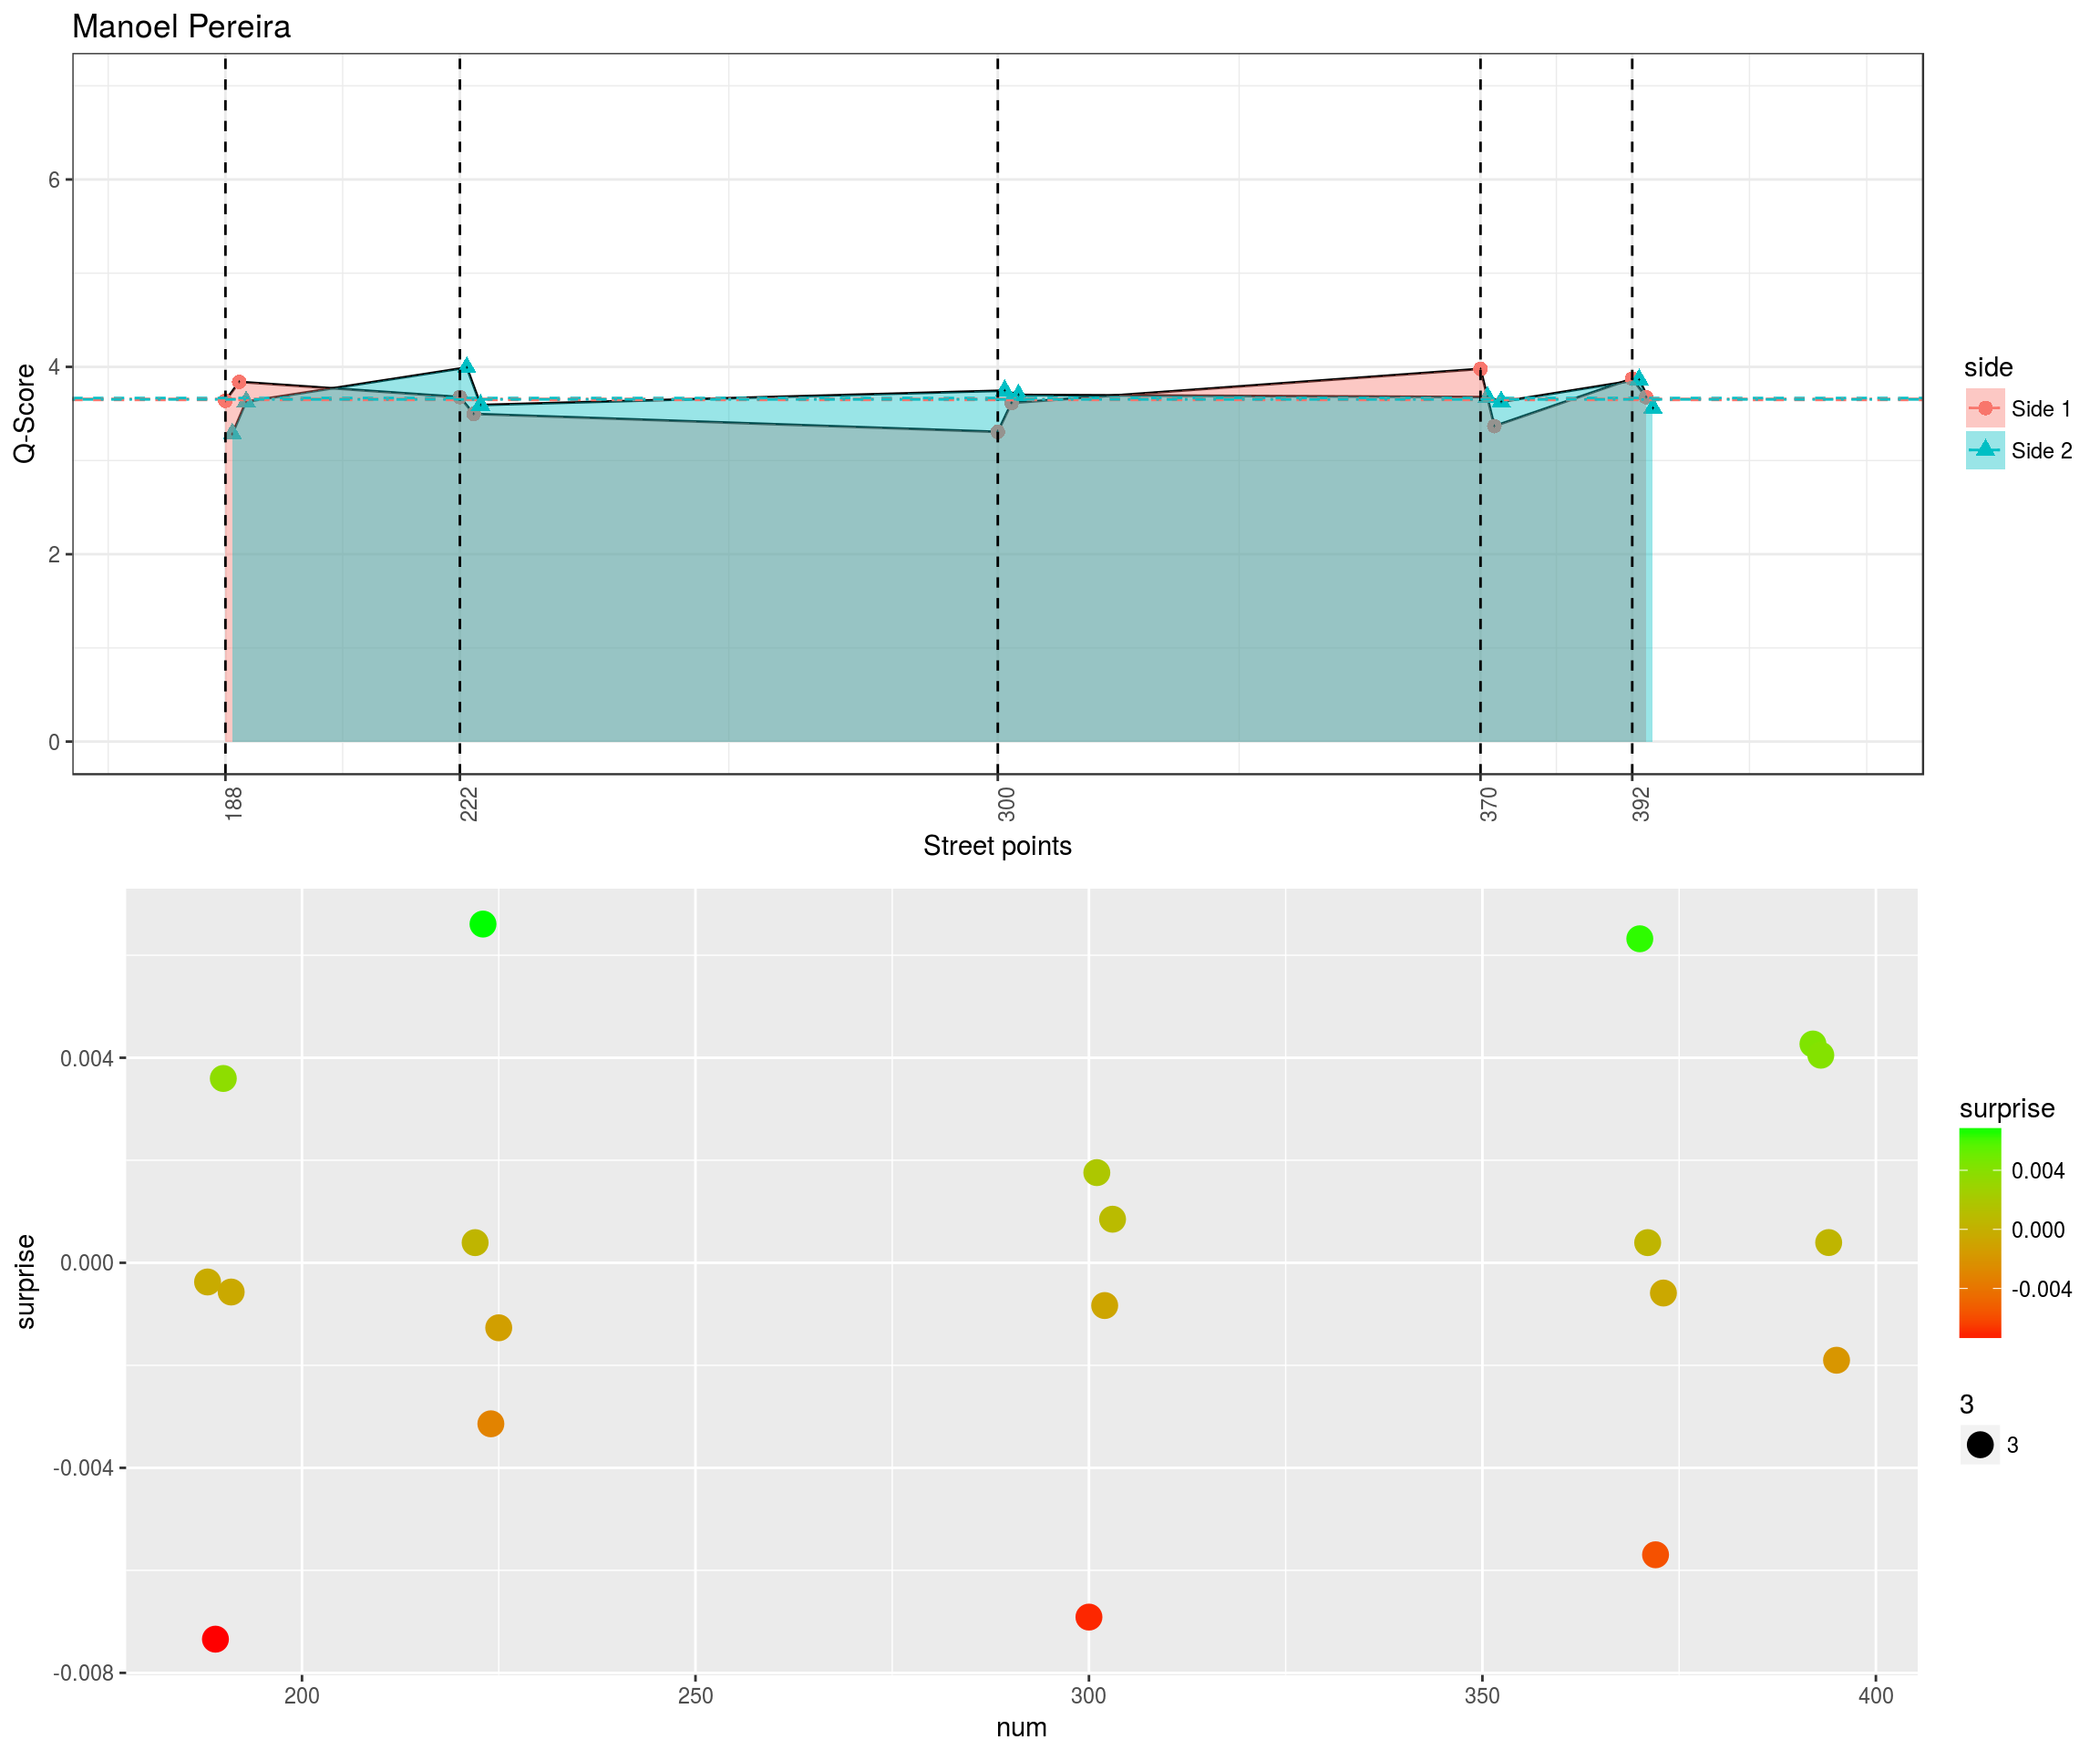 Manoel Pereira
Q-Score
6
4
2
0
188
222
300
370
392
Street points
side
Side 1
Side 2
surprise
0.004
0.000
-0.004
-0.008
200
250
300
350
400
num
surprise
0.004
0.000
-0.004
3
3